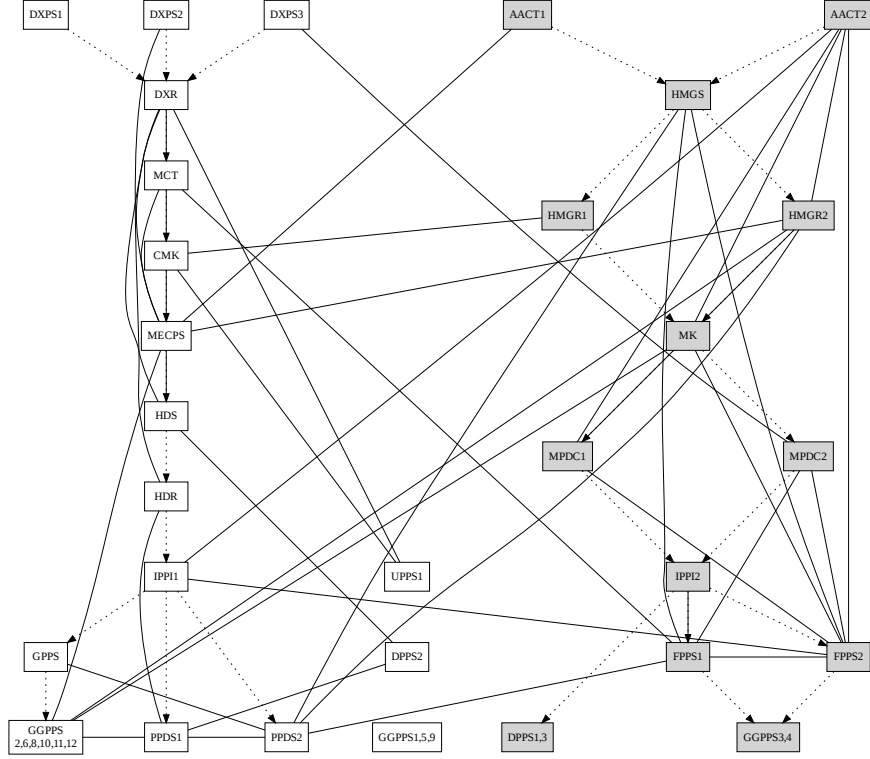 DXPS1
DXPS2
DXPS3
AACT1
AACT2
DXR
HMGS
MCT
HMGR1
HMGR2
CMK
MECPS
MK
HDS
MPDC1
MPDC2
HDR
IPPI1
UPPS1
IPPI2
GPPS
DPPS2
FPPS1
FPPS2
GGPPS
2,6,8,10,11,12
PPDS1
PPDS2
GGPPS1,5,9
DPPS1,3
GGPPS3,4